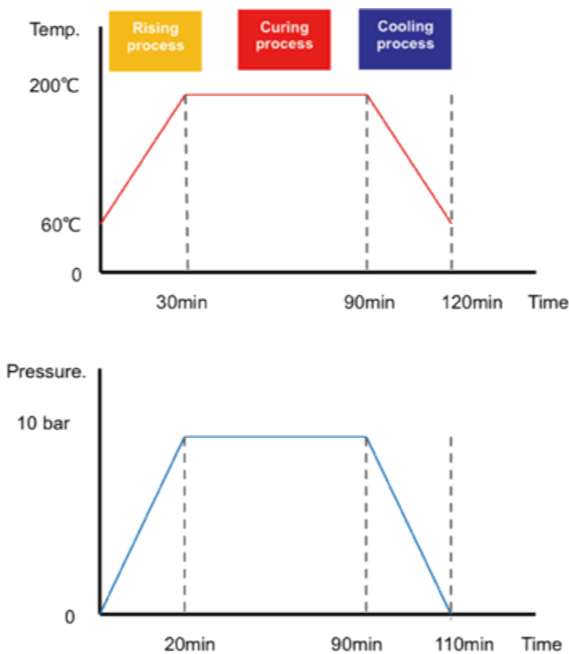 Temp.
Rising
process
Curing
process
Cooling
process
200℃
60℃
0
30min
90min
120min
Time
Pressure.
10 bar
0
20min
90min
110min
Time